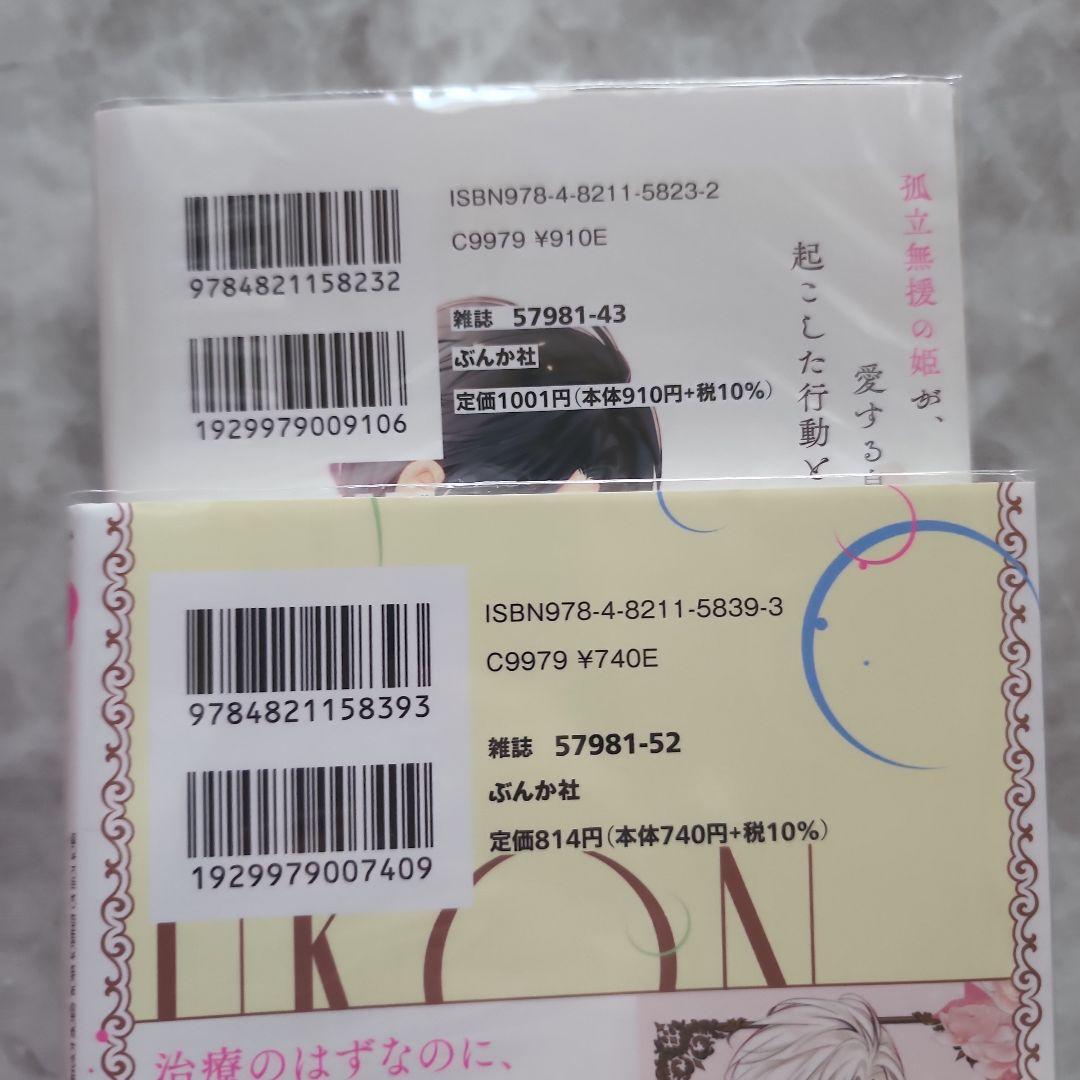 ISBN978-4-8211-5823-2
C9979 ¥910E
9784821158232
雑誌 57981-43
ぶんか社
定価1001円(本体910円+税10%)
1929979009106
孤立無援の姫が、
愛する
起こした行動と
ISBN978-4-8211-5839-3
C9979 ¥740E
9784821158393
雑誌 57981-52
ぶんか社
定価814円(本体740円+税10%)
1929979007409
KON
治療のはずなのに、